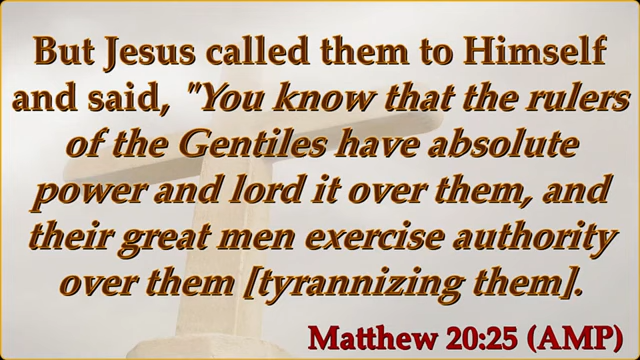 But Jesus called them to Himself
and said, "You know that the rulers
of the Gentiles have absolute
power and lord it over them, and
their great men exercise authority
over them [tyrannizing them].
Matthew 20:25 (AMP)